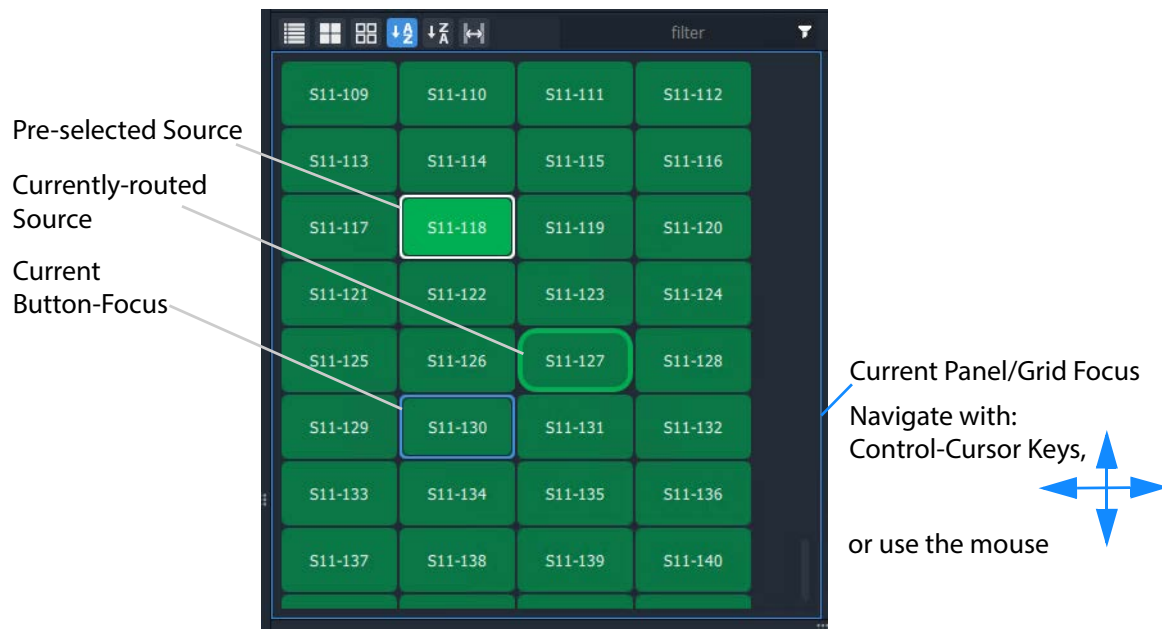 filter
S11-109 S11-110 S11-111 S11-112
S11-113 S11-114 S11-115 S11-116
S11-117 S11-118 S11-119 S11-120
S11-121 S11-122 S11-123 S11-124
S11-125 S11-126 S11-127 S11-128
S11-129 S11-130 S11-131 S11-132
S11-133 S11-134 S11-135 S11-136
S11-137 S11-138 S11-139 S11-140
Pre-selected Source
Currently-routed
Source
Current
Button-Focus
Current Panel/Grid Focus
Navigate with:
Control-Cursor Keys,
or use the mouse